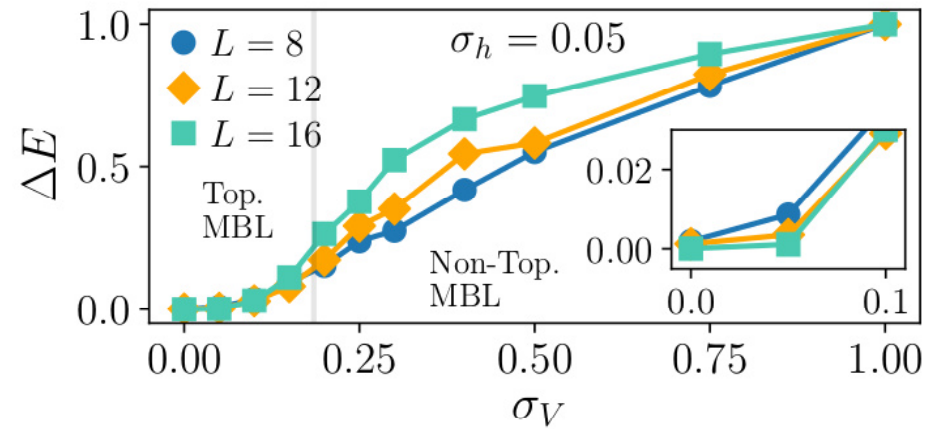 ΔE
1.0
0.5
0.0
L = 8
L = 12
L = 16
σ_h = 0.05
Top.
MBL
Non-Top.
MBL
0.02
0.00
0.0 0.1
0.00 0.25 0.50 0.75 1.00
σ_V